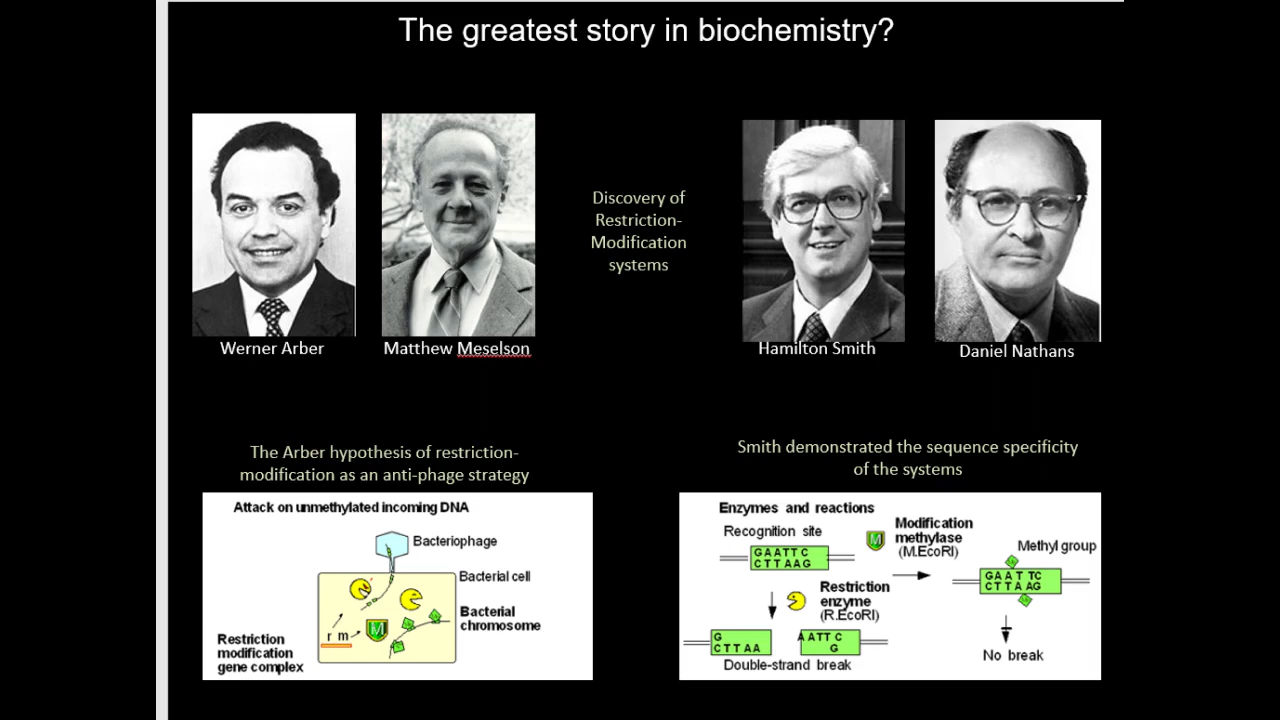 The greatest story in biochemistry?
Discovery of
Restriction-
Modification
systems
Werner Arber
Matthew Meselson
Hamilton Smith
Daniel Nathans
The Arber hypothesis of restriction-
modification as an anti-phage strategy
Attack on unmethylated incoming DNA
Bacteriophage
Bacterial cell
Bacterial
chromosome
r m
M
Restriction
modification
gene complex
Smith demonstrated the sequence specificity
of the systems
Enzymes and reactions
Recognition site
GAATTC
CTTAAG
M
Modification
methylase
(M.EcoRI)
Methyl group
GAATTC
CTTAAG
Restriction
enzyme
(R.EcoRI)
G
CTTAA
AATTC
G
Double-strand break
No break